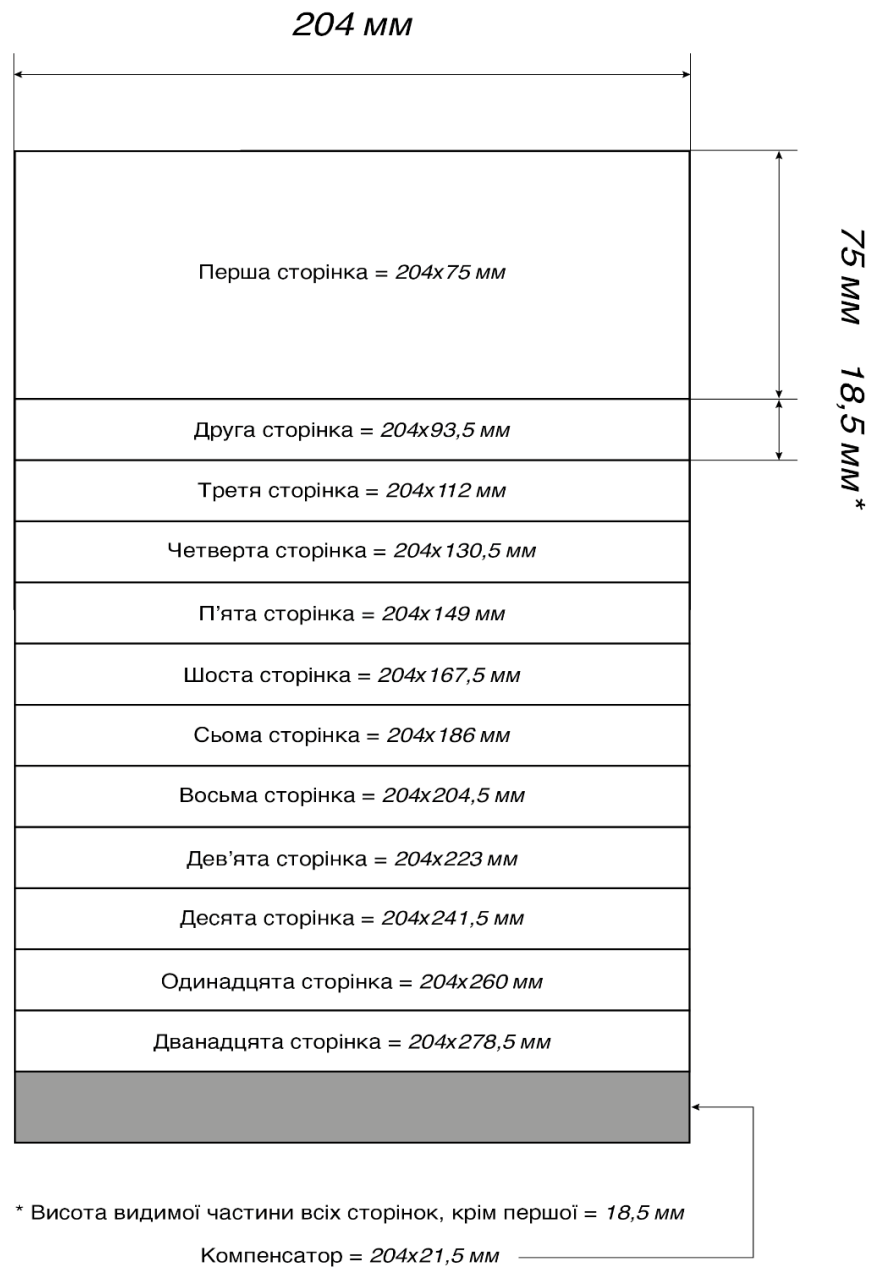 204 мм
75 мм
18,5 мм*
Перша сторінка = 204х75 мм
Друга сторінка = 204х93,5 мм
Третя сторінка = 204х112 мм
Четверта сторінка = 204х130,5 мм
П’ята сторінка = 204х149 мм
Шоста сторінка = 204х167,5 мм
Сьома сторінка = 204х186 мм
Восьма сторінка = 204х204,5 мм
Дев’ята сторінка = 204х223 мм
Десята сторінка = 204х241,5 мм
Одинадцята сторінка = 204х260 мм
Дванадцята сторінка = 204х278,5 мм
* Висота видимої частини всіх сторінок, крім першої = 18,5 мм
Компенсатор = 204х21,5 мм